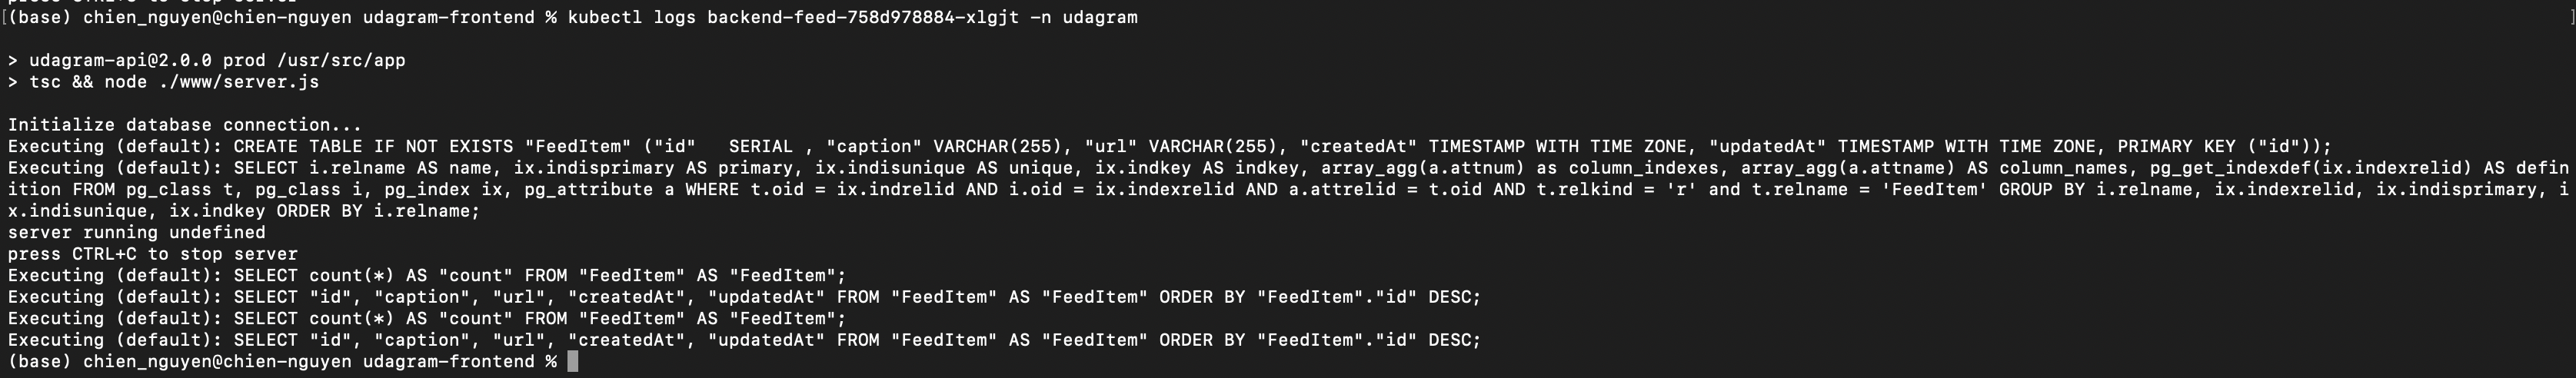 press CTRL+C to stop server
[(base) chien_nguyen@chien-nguyen udagram-frontend % kubectl logs backend-feed-758d978884-xlgjt -n udagram ]
> udagram-api@2.0.0 prod /usr/src/app
> tsc && node ./www/server.js
Initialize database connection...
Executing (default): CREATE TABLE IF NOT EXISTS "FeedItem" ("id"   SERIAL , "caption" VARCHAR(255), "url" VARCHAR(255), "createdAt" TIMESTAMP WITH TIME ZONE, "updatedAt" TIMESTAMP WITH TIME ZONE, PRIMARY KEY ("id"));
Executing (default): SELECT i.relname AS name, ix.indisprimary AS primary, ix.indisunique AS unique, ix.indkey AS indkey, array_agg(a.attnum) as column_indexes, array_agg(a.attname) AS column_names, pg_get_indexdef(ix.indexrelid) AS defin
ition FROM pg_class t, pg_class i, pg_index ix, pg_attribute a WHERE t.oid = ix.indrelid AND i.oid = ix.indexrelid AND a.attrelid = t.oid AND t.relkind = 'r' and t.relname = 'FeedItem' GROUP BY i.relname, ix.indexrelid, ix.indisprimary, i
x.indisunique, ix.indkey ORDER BY i.relname;
server running undefined
press CTRL+C to stop server
Executing (default): SELECT count(*) AS "count" FROM "FeedItem" AS "FeedItem";
Executing (default): SELECT "id", "caption", "url", "createdAt", "updatedAt" FROM "FeedItem" AS "FeedItem" ORDER BY "FeedItem"."id" DESC;
Executing (default): SELECT count(*) AS "count" FROM "FeedItem" AS "FeedItem";
Executing (default): SELECT "id", "caption", "url", "createdAt", "updatedAt" FROM "FeedItem" AS "FeedItem" ORDER BY "FeedItem"."id" DESC;
(base) chien_nguyen@chien-nguyen udagram-frontend %